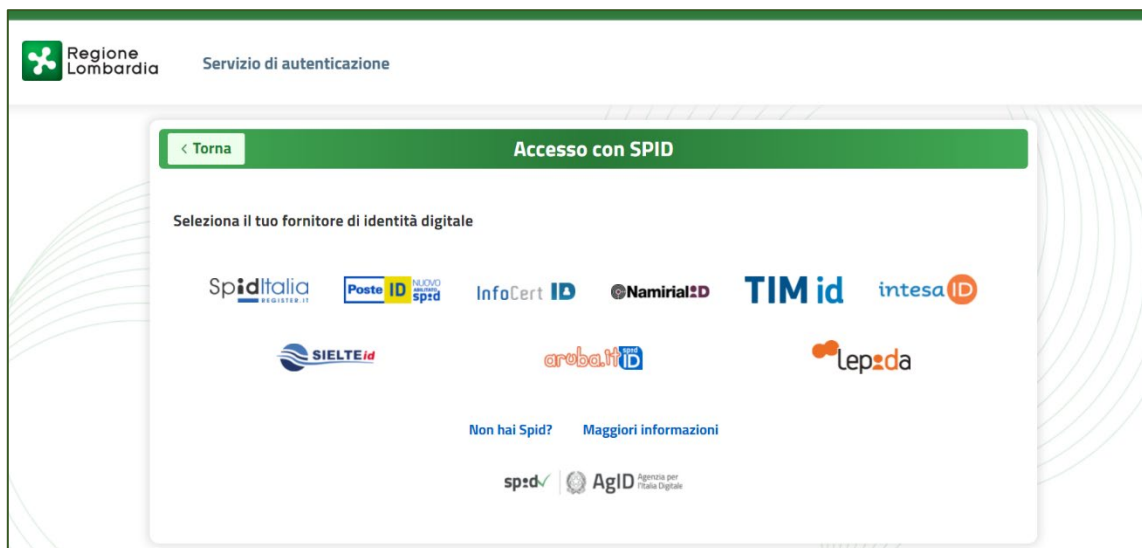 Regione
Lombardia
Servizio di autenticazione
< Torna
Accesso con SPID
Seleziona il tuo fornitore di identità digitale
SpidItalia
REGISTER.IT
Poste ID NUOVO
ABILITATO
spid
InfoCert ID
Namirial ID
TIM id
intesa ID
SIELTE id
aruba.it spid
ID
Lepida
Non hai Spid? Maggiori informazioni
spid AgID Agenzia per
l'Italia Digitale